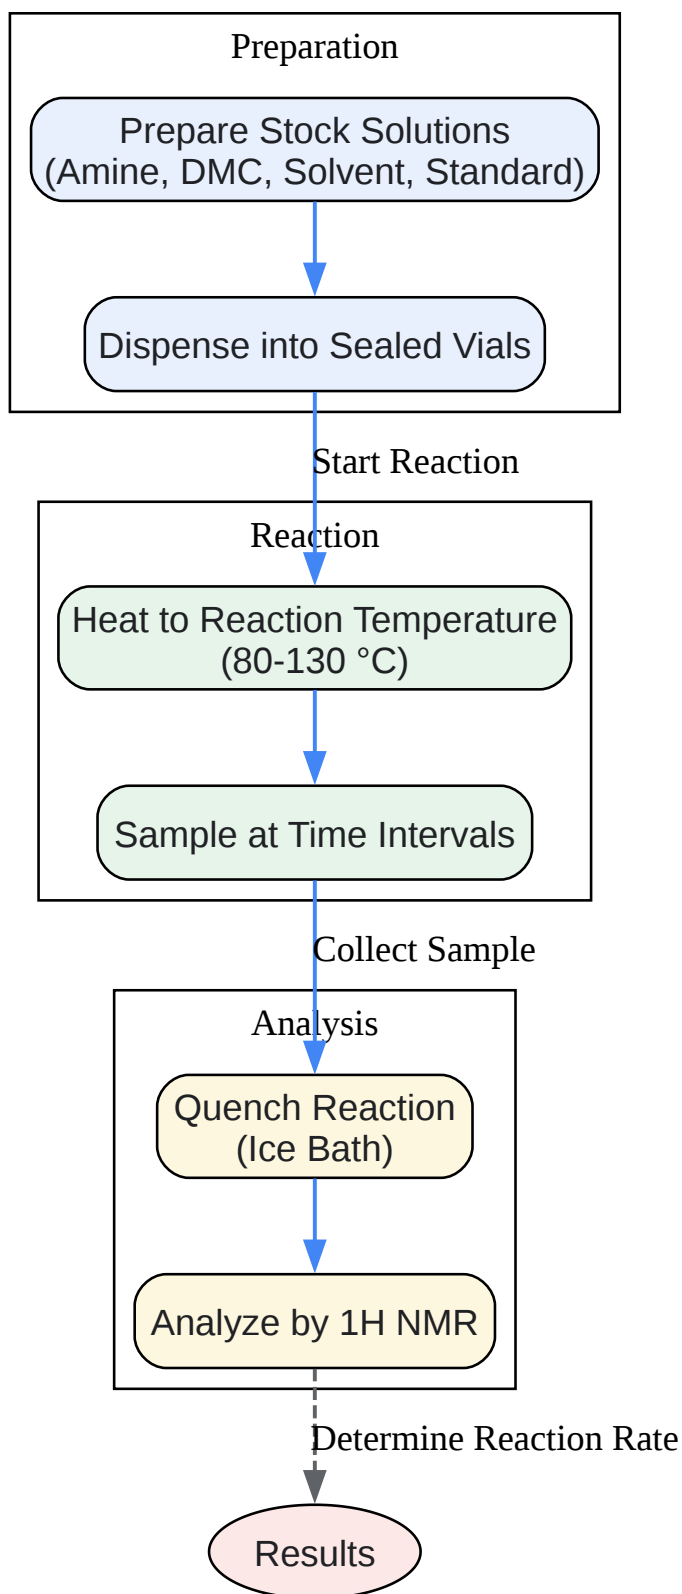 Preparation
Prepare Stock Solutions
(Amine, DMC, Solvent, Standard)
Dispense into Sealed Vials
Start Reaction
Reaction
Heat to Reaction Temperature
(80-130 °C)
Sample at Time Intervals
Collect Sample
Analysis
Quench Reaction
(Ice Bath)
Analyze by 1H NMR
Determine Reaction Rate
Results